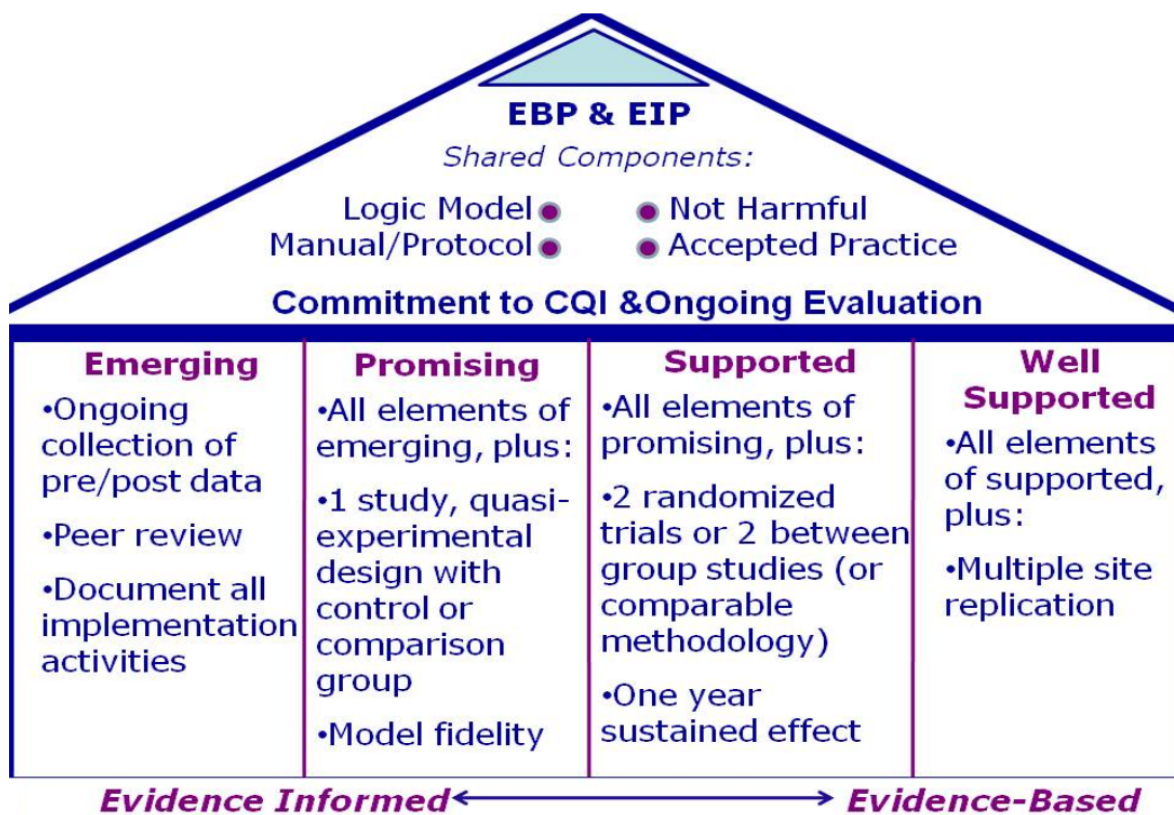 EBP & EIP
Shared Components:
Logic Model
Manual/Protocol
Not Harmful
Accepted Practice
Commitment to CQI &Ongoing Evaluation
Emerging
•Ongoing
collection of
pre/post data
•Peer review
•Document all
implementation
activities
Promising
•All elements of
emerging, plus:
•1 study, quasi-
experimental
design with
control or
comparison
group
•Model fidelity
Supported
•All elements of
promising, plus:
•2 randomized
trials or 2 between
group studies (or
comparable
methodology)
•One year
sustained effect
Well
Supported
•All elements
of supported,
plus:
•Multiple site
replication
Evidence Informed
Evidence-Based